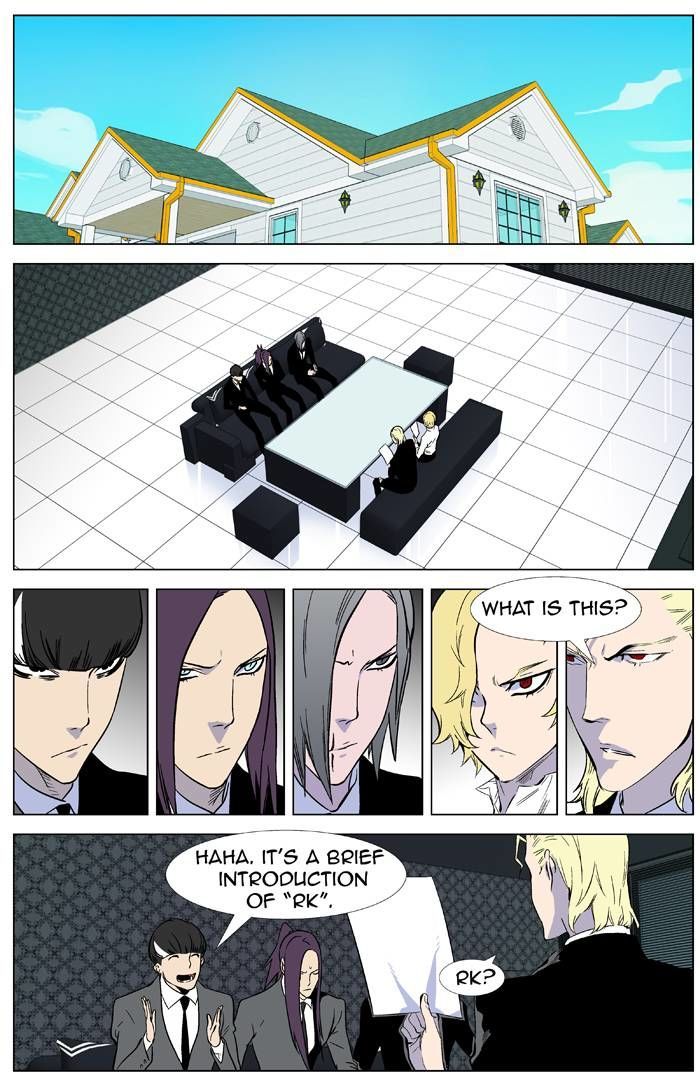 WHAT IS THIS?
HAHA. IT'S A BRIEF
INTRODUCTION
OF "RK".
RK?